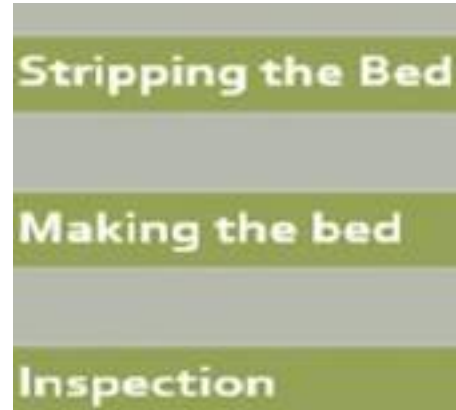 Stripping the Bed
Making the bed
Inspection